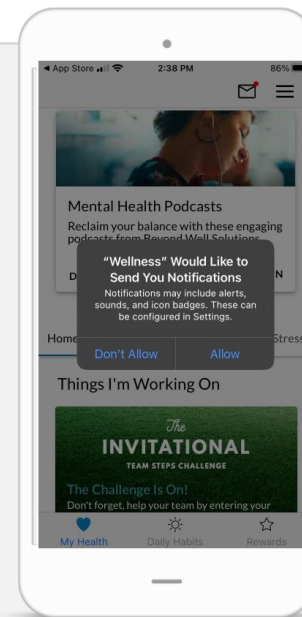 App Store
2:38 PM
86%
Mental Health Podcasts
Reclaim your balance with these engaging
podcasts from Beyond Well Solutions
D
N
"Wellness" Would Like to
Send You Notifications
Notifications may include alerts,
sounds, and icon badges. These can
be configured in Settings.
Don't Allow
Allow
Home
Stress
Things I'm Working On
The
INVITATIONAL
TEAM STEPS CHALLENGE
The Challenge Is On!
Don't forget, help your team by entering your
My Health
Daily Habits
Rewards